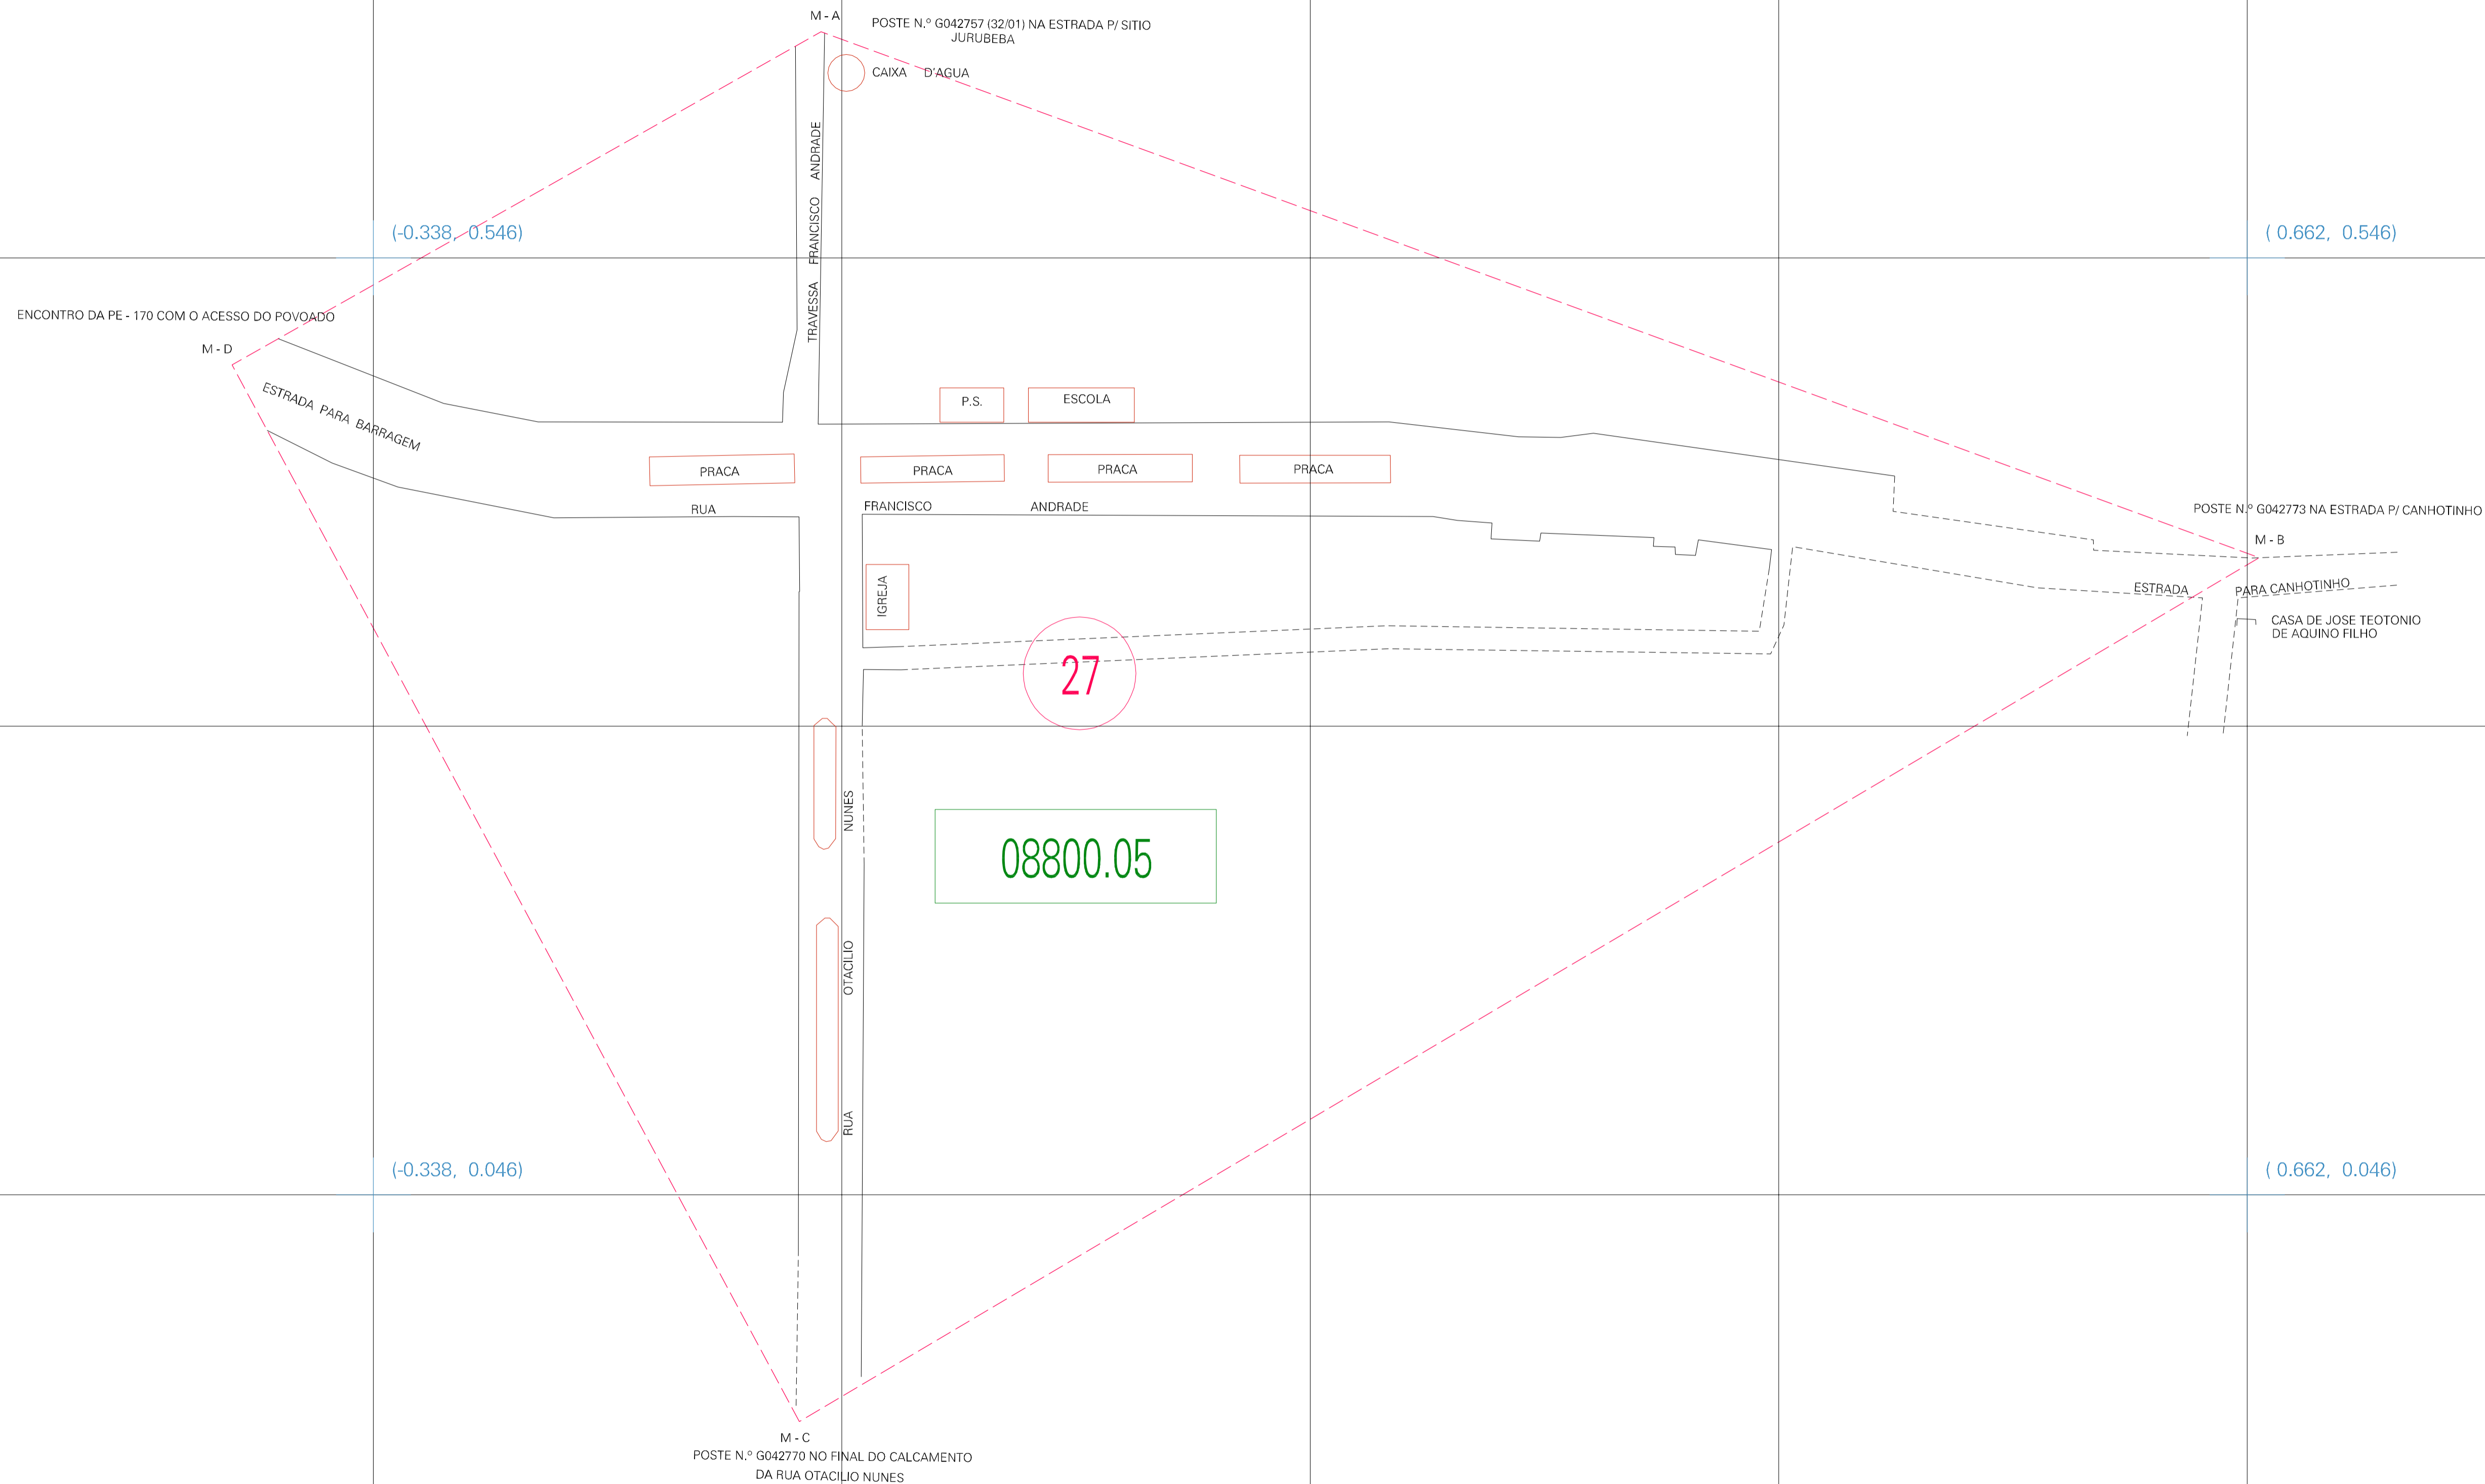 M - A
POSTE N.º G042757 (32/01) NA ESTRADA P/ SITIO
JURUBEBA
CAIXA D'AGUA
TRAVESSA FRANCISCO ANDRADE
(-0.338, 0.546)
( 0.662, 0.546)
ENCONTRO DA PE - 170 COM O ACESSO DO POVOADO
M - D
ESTRADA PARA BARRAGEM
P.S.
ESCOLA
PRACA
PRACA
PRACA
PRACA
RUA FRANCISCO ANDRADE
POSTE N.º G042773 NA ESTRADA P/ CANHOTINHO
M - B
IGREJA
ESTRADA PARA CANHOTINHO
CASA DE JOSE TEOTONIO
DE AQUINO FILHO
27
08800.05
RUA OTACILIO NUNES
(-0.338, 0.046)
( 0.662, 0.046)
M - C
POSTE N.º G042770 NO FINAL DO CALCAMENTO
DA RUA OTACILIO NUNES